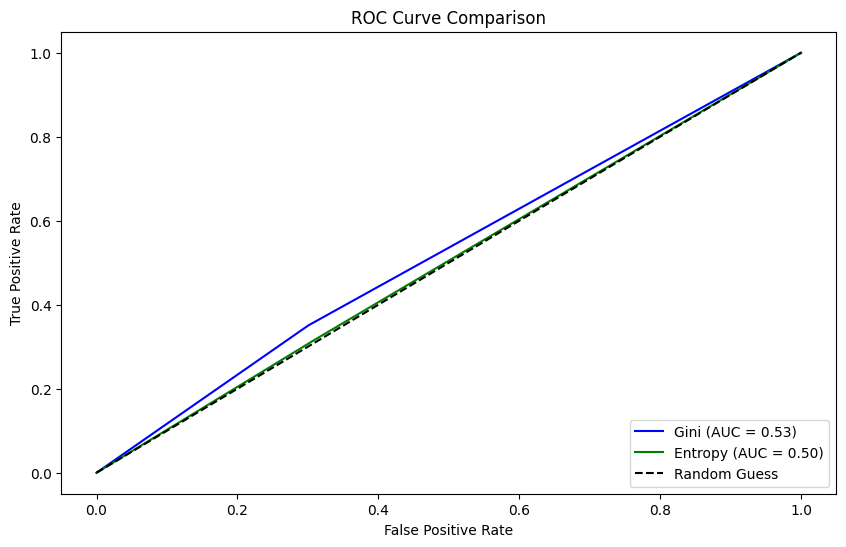 ROC Curve Comparison
True Positive Rate
1.0
0.8
0.6
0.4
0.2
0.0
Gini (AUC = 0.53)
Entropy (AUC = 0.50)
Random Guess
0.0 0.2 0.4 0.6 0.8 1.0
False Positive Rate